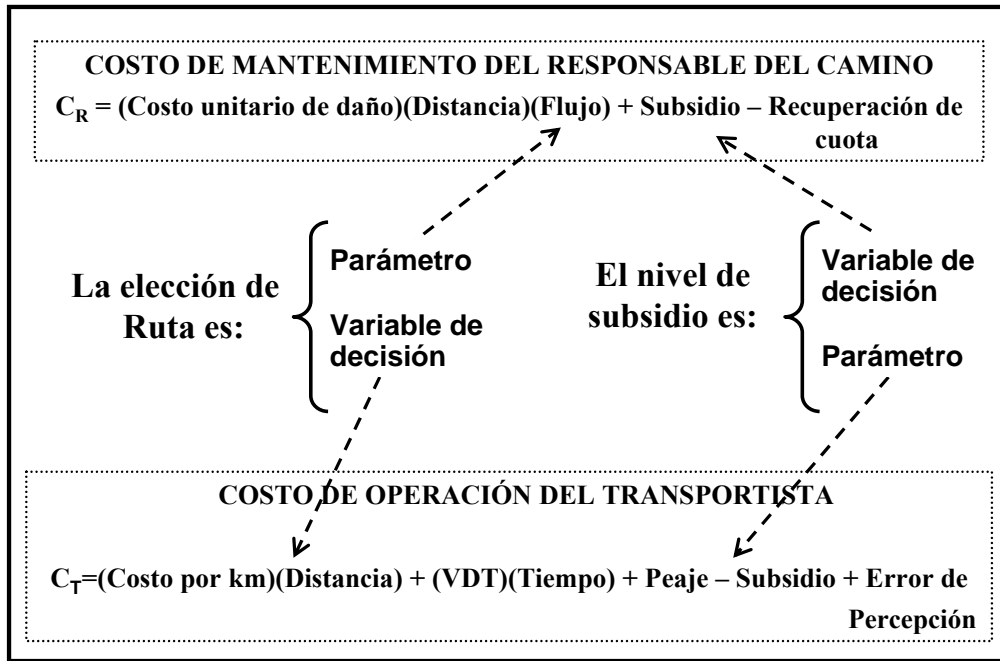 COSTO DE MANTENIMIENTO DEL RESPONSABLE DEL CAMINO
C_R = (Costo unitario de daño)(Distancia)(Flujo) + Subsidio – Recuperación de
cuota
La elección de
Ruta es:
Parámetro
Variable de
decisión
El nivel de
subsidio es:
Variable de
decisión
Parámetro
COSTO DE OPERACIÓN DEL TRANSPORTISTA
C_T=(Costo por km)(Distancia) + (VDT)(Tiempo) + Peaje – Subsidio + Error de
Percepción